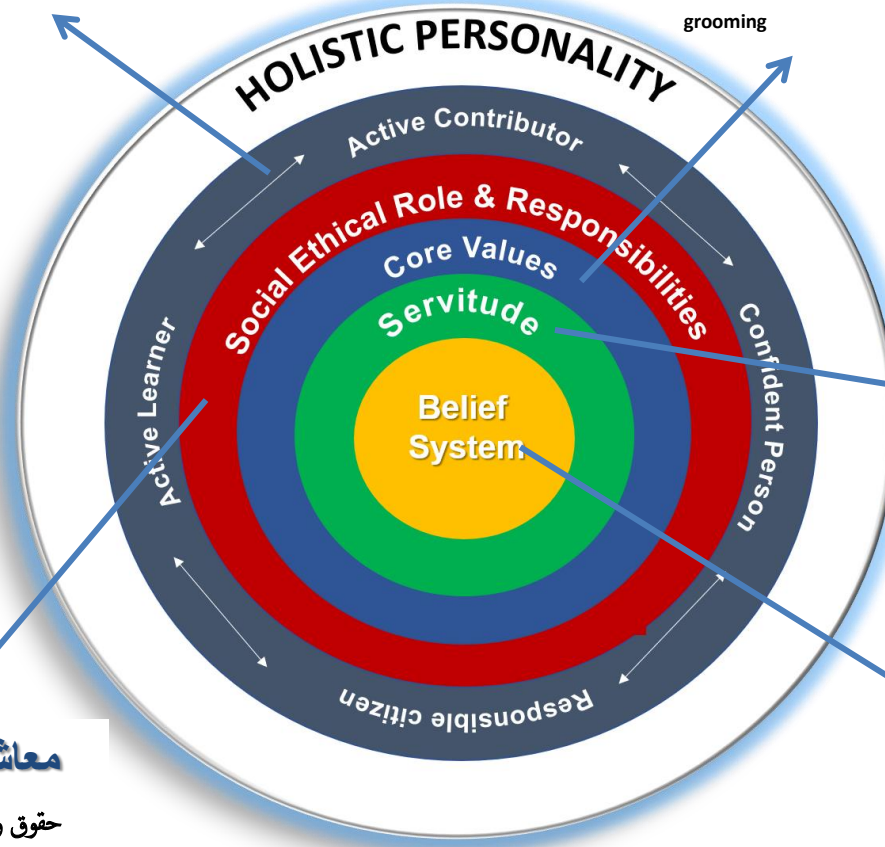 grooming
HOLISTIC PERSONALITY
Active Contributor
Social Ethical Role & Responsibilities
Core Values
Servitude
Belief
System
Active Learner
Confident Person
Responsible citizen
حقوق و